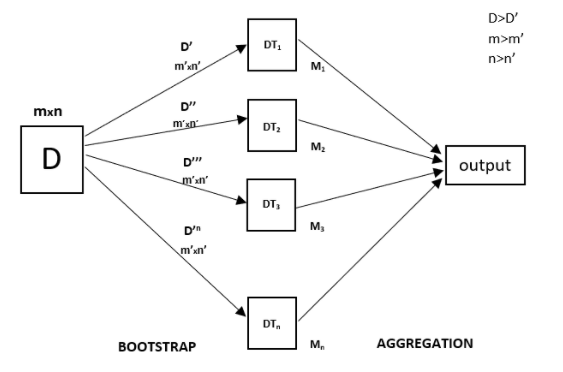 D>D′
m>m′
n>n′
mxn
D
D′
m′xn′
D′′
m′xn′
D′′′
m′xn′
D′ⁿ
m′xn′
DT₁
M₁
DT₂
M₂
DT₃
M₃
DTₙ
Mₙ
output
BOOTSTRAP
AGGREGATION